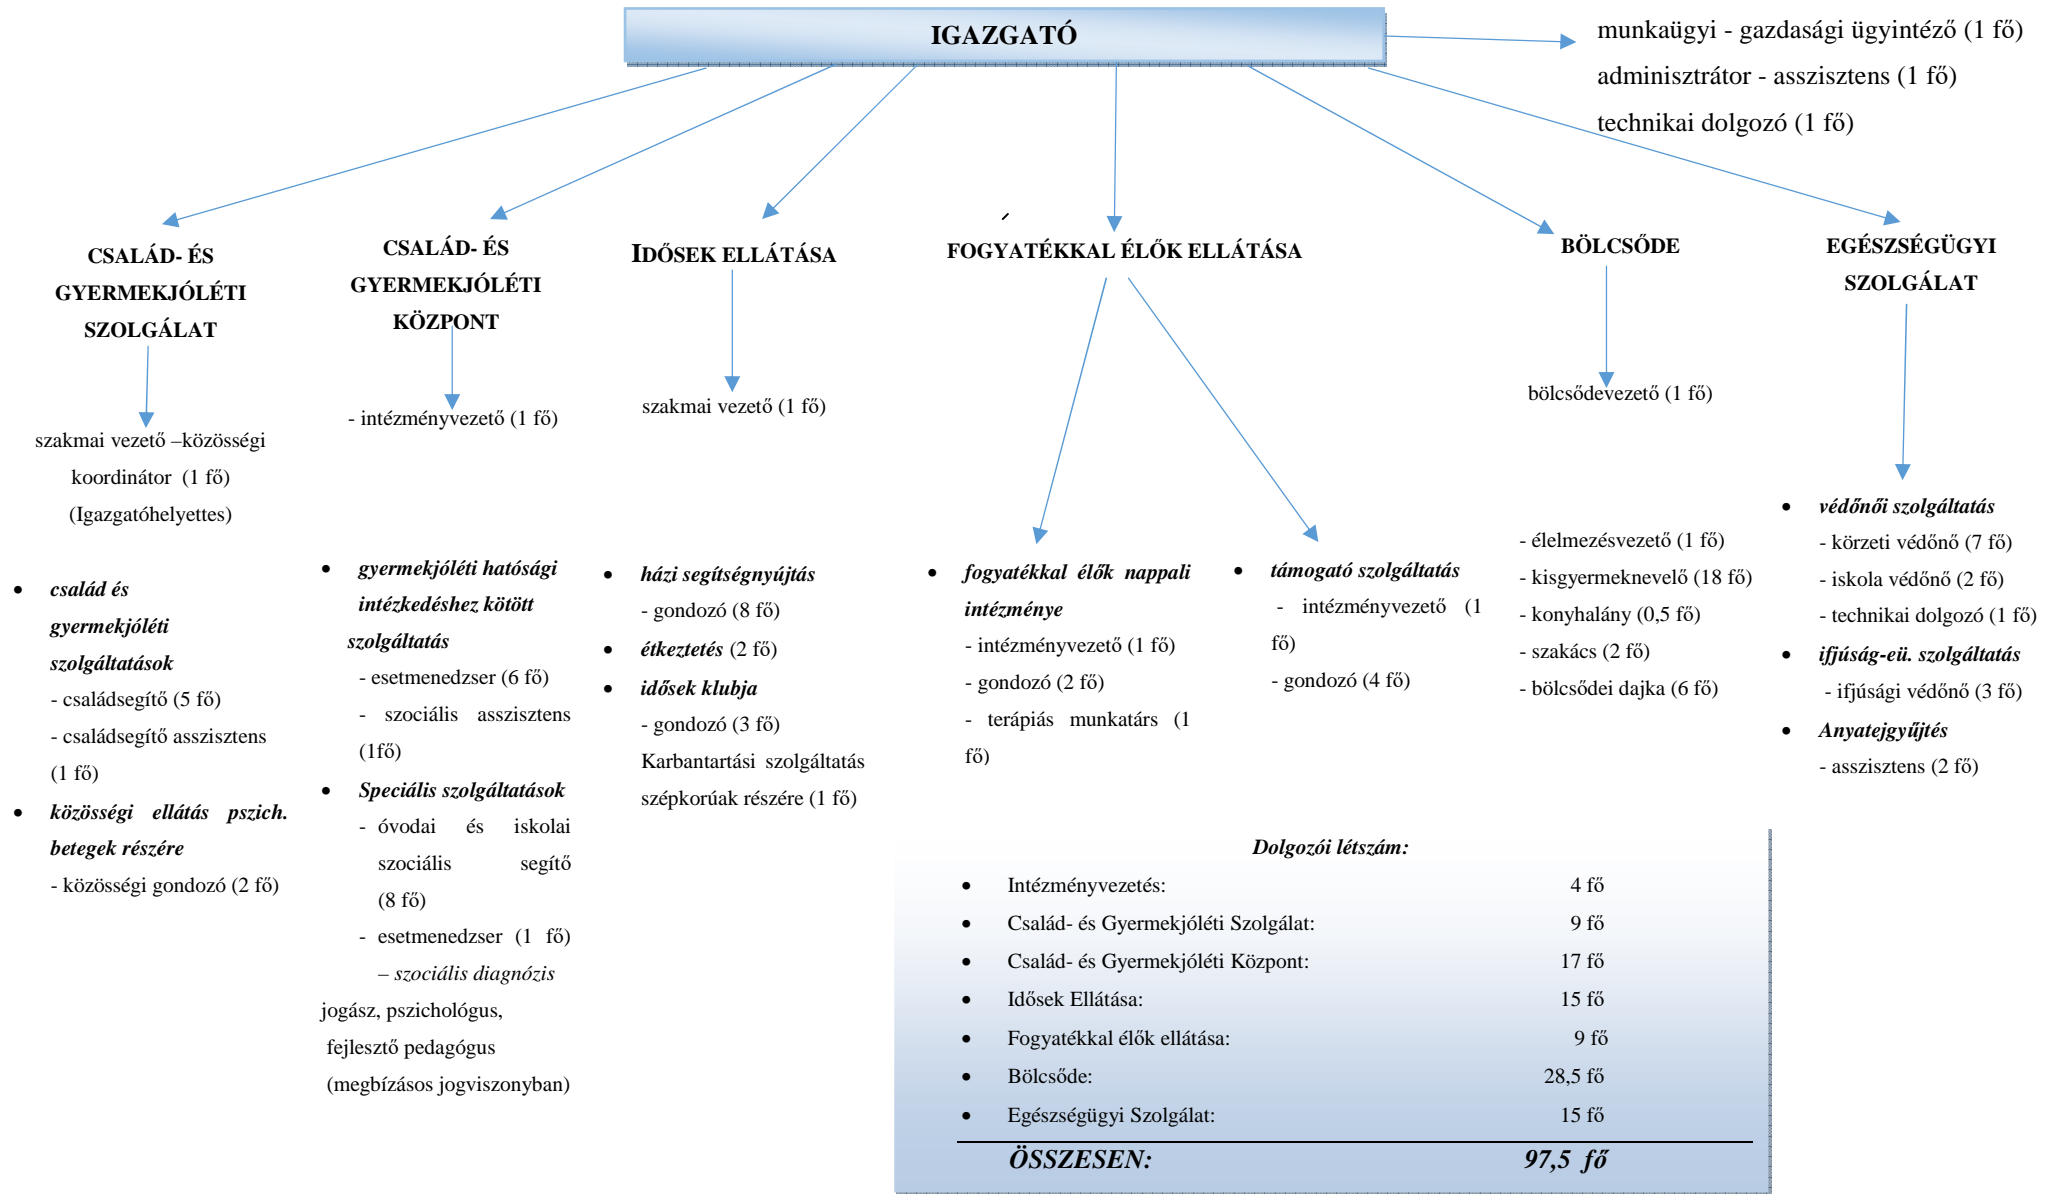 IGAZGATÓ
munkaügyi - gazdasági ügyintéző (1 fő)
adminisztrátor - asszisztens (1 fő)
technikai dolgozó (1 fő)
CSALÁD- ÉS
GYERMEKJÓLÉTI
SZOLGÁLAT
szakmai vezető –közösségi
koordinátor (1 fő)
(Igazgatóhelyettes)
• család és
gyermekjóléti
szolgáltatások
- családsegítő (5 fő)
- családsegítő asszisztens
(1 fő)
• közösségi ellátás pszich.
betegek részére
- közösségi gondozó (2 fő)
CSALÁD- ÉS
GYERMEKJÓLÉTI
KÖZPONT
- intézményvezető (1 fő)
• gyermekjóléti hatósági
intézkedéshez kötött
szolgáltatás
- esetmenedzser (6 fő)
- szociális asszisztens
(1fő)
• Speciális szolgáltatások
- óvodai és iskolai
szociális segítő
(8 fő)
- esetmenedzser (1 fő)
– szociális diagnózis
jogász, pszichológus,
fejlesztő pedagógus
(megbízásos jogviszonyban)
IDŐSEK ELLÁTÁSA
szakmai vezető (1 fő)
• házi segítségnyújtás
- gondozó (8 fő)
• étkeztetés (2 fő)
• idősek klubja
- gondozó (3 fő)
Karbantartási szolgáltatás
szépkorúak részére (1 fő)
FOGYATÉKKAL ÉLŐK ELLÁTÁSA
• fogyatékkal élők nappali
intézménye
- intézményvezető (1 fő)
- gondozó (2 fő)
- terápiás munkatárs (1
fő)
• támogató szolgáltatás
- intézményvezető (1
fő)
- gondozó (4 fő)
BÖLCSŐDE
bölcsődevezető (1 fő)
- élelmezésvezető (1 fő)
- kisgyermeknevelő (18 fő)
- konyhalány (0,5 fő)
- szakács (2 fő)
- bölcsődei dajka (6 fő)
EGÉSZSÉGÜGYI
SZOLGÁLAT
• védőnői szolgáltatás
- körzeti védőnő (7 fő)
- iskola védőnő (2 fő)
- technikai dolgozó (1 fő)
• ifjúság-eü. szolgáltatás
- ifjúsági védőnő (3 fő)
• Anyatejgyűjtés
- asszisztens (2 fő)
Dolgozói létszám:
• Intézményvezetés: 4 fő
• Család- és Gyermekjóléti Szolgálat: 9 fő
• Család- és Gyermekjóléti Központ: 17 fő
• Idősek Ellátása: 15 fő
• Fogyatékkal élők ellátása: 9 fő
• Bölcsőde: 28,5 fő
• Egészségügyi Szolgálat: 15 fő
ÖSSZESEN: 97,5 fő